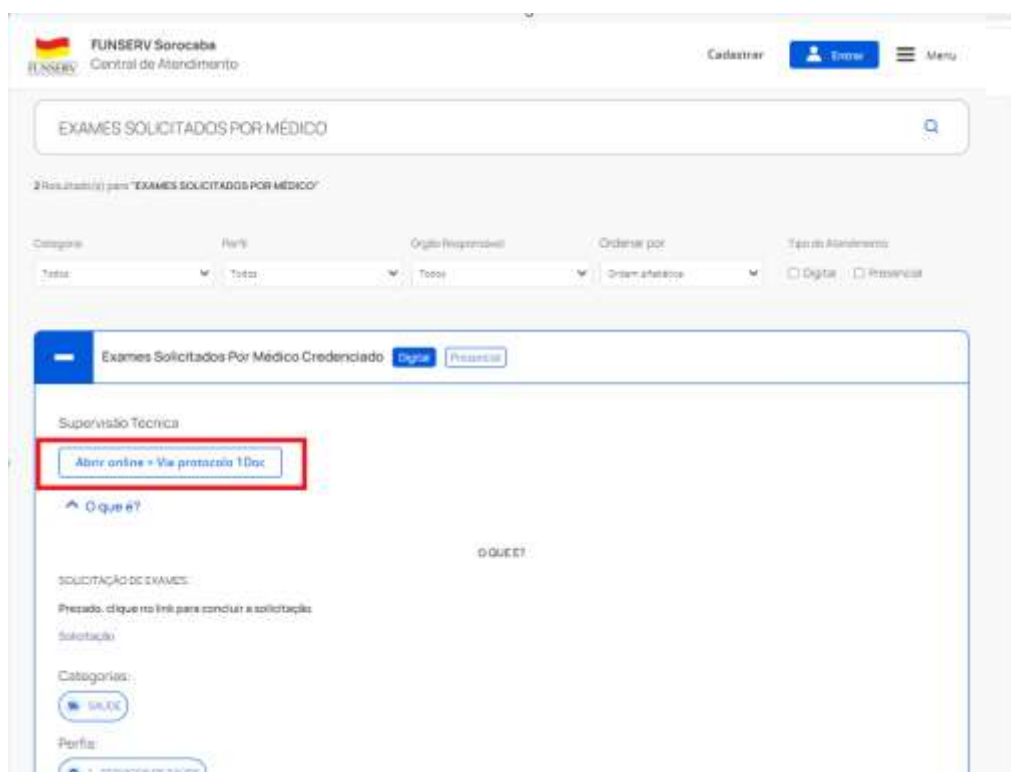 FUNSERV Sorocaba
Central de Atendimento
FUNSERV
Cadastrar
Entrar
Menu
EXAMES SOLICITADOS POR MÉDICO
2 Resultado(s) para "EXAMES SOLICITADOS POR MÉDICO"
Categoria Perfil Órgão Responsável Ordenar por Tipo de Atendimento
Todos Todos Todos Ordem alfabética Digital Presencial
Exames Solicitados Por Médico Credenciado Digital Presencial
Supervisão Técnica
Abrir online » Via protocolo 1Doc
O que é?
O QUE É?
SOLICITAÇÃO DE EXAMES
Prezado, clique no link para concluir a solicitação
Solicitação
Categorias:
SAÚDE
Perfis: